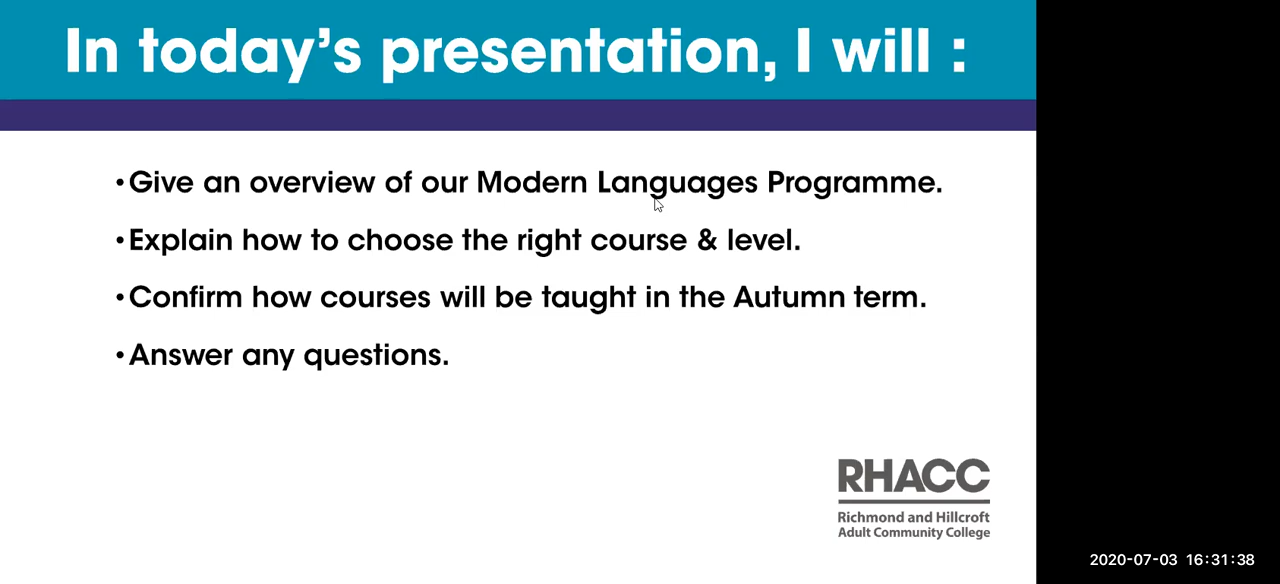 In today's presentation, I will :
•Give an overview of our Modern Languages Programme.
•Explain how to choose the right course & level.
•Confirm how courses will be taught in the Autumn term.
•Answer any questions.
RHACC
Richmond and Hillcroft
Adult Community College
2020-07-03 16:31:38